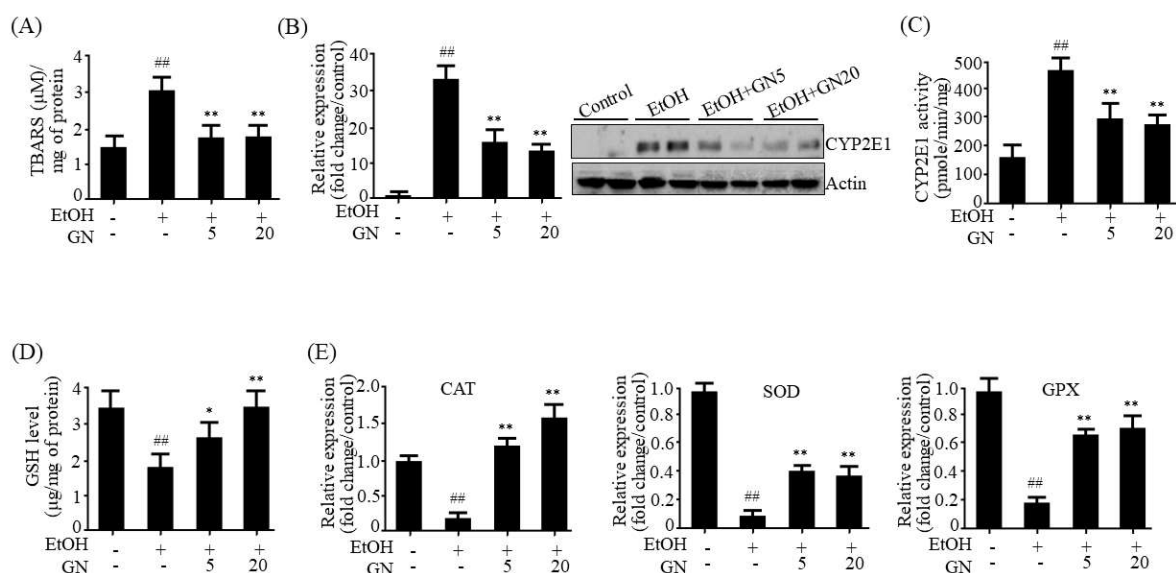 (A)
TBARS (µM)/
mg of protein
4
3
2
1
0
##
**
**
EtOH - + + +
GN - - 5 20
(B)
Relative expression
(fold change/control)
40
30
20
10
0
##
**
**
EtOH - + + +
GN - - 5 20
Control
EtOH
EtOH+GN5
EtOH+GN20
CYP2E1
Actin
(C)
CYP2E1 activity
(pmole/min/mg)
500
400
300
200
100
0
##
**
**
EtOH - + + +
GN - - 5 20
(D)
GSH level
(µg/mg of protein)
4
3
2
1
0
##
*
**
EtOH - + + +
GN - - 5 20
(E)
Relative expression
(fold change/control)
2.0
1.5
1.0
0.5
0
CAT
##
**
**
EtOH - + + +
GN - - 5 20
Relative expression
(fold change/control)
1.0
0.8
0.6
0.4
0.2
0
SOD
##
**
**
EtOH - + + +
GN - - 5 20
Relative expression
(fold change/control)
1.0
0.8
0.6
0.4
0.2
0
GPX
##
**
**
EtOH - + + +
GN - - 5 20